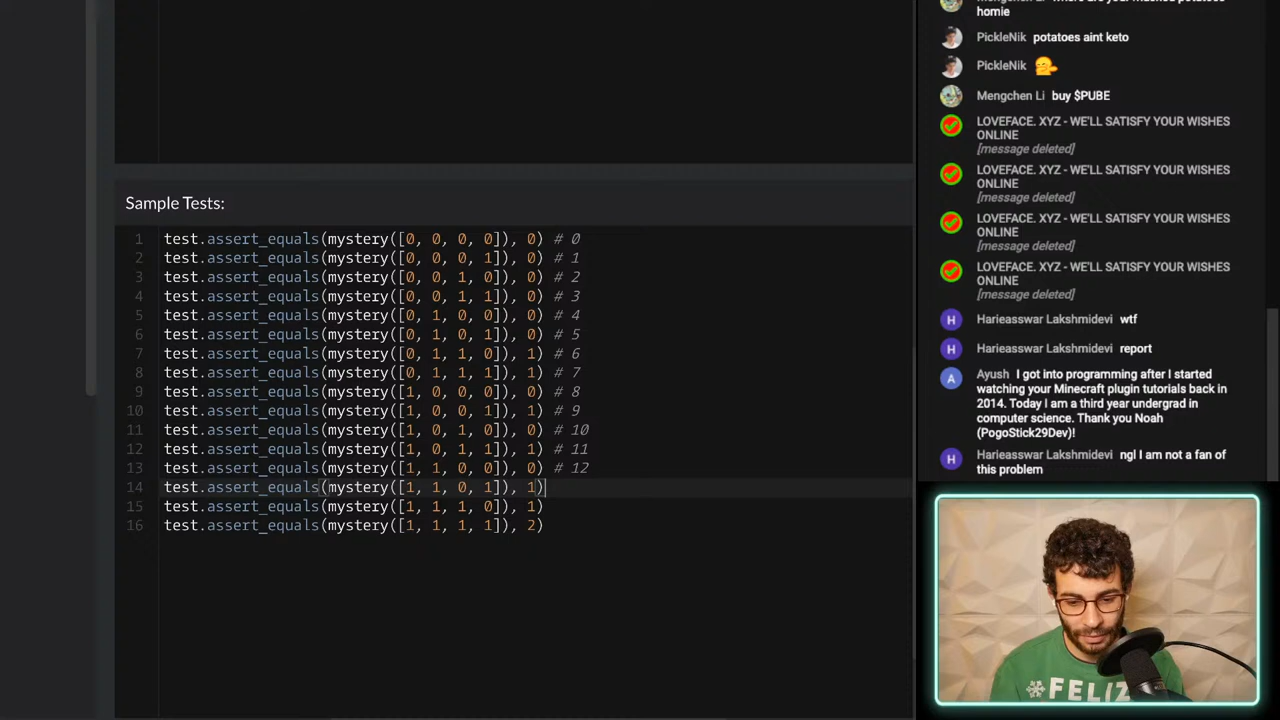 homie
PickleNik potatoes aint keto
PickleNik
Mengchen Li buy $PUBE
LOVEFACE. XYZ - WE'LL SATISFY YOUR WISHES
ONLINE
[message deleted]
LOVEFACE. XYZ - WE'LL SATISFY YOUR WISHES
ONLINE
[message deleted]
LOVEFACE. XYZ - WE'LL SATISFY YOUR WISHES
ONLINE
[message deleted]
LOVEFACE. XYZ - WE'LL SATISFY YOUR WISHES
ONLINE
[message deleted]
H Harieasswar Lakshmidevi wtf
H Harieasswar Lakshmidevi report
A Ayush I got into programming after I started
watching your Minecraft plugin tutorials back in
2014. Today i am a third year undergrad in
computer science. Thank you Noah
(PogoStick29Dev)!
H Harieasswar Lakshmidevi ngl I am not a fan of
this problem
Sample Tests:
1 test.assert_equals(mystery([0, 0, 0, 0]), 0) # 0
2 test.assert_equals(mystery([0, 0, 0, 1]), 0) # 1
3 test.assert_equals(mystery([0, 0, 1, 0]), 0) # 2
4 test.assert_equals(mystery([0, 0, 1, 1]), 0) # 3
5 test.assert_equals(mystery([0, 1, 0, 0]), 0) # 4
6 test.assert_equals(mystery([0, 1, 0, 1]), 0) # 5
7 test.assert_equals(mystery([0, 1, 1, 0]), 1) # 6
8 test.assert_equals(mystery([0, 1, 1, 1]), 1) # 7
9 test.assert_equals(mystery([1, 0, 0, 0]), 0) # 8
10 test.assert_equals(mystery([1, 0, 0, 1]), 1) # 9
11 test.assert_equals(mystery([1, 0, 1, 0]), 0) # 10
12 test.assert_equals(mystery([1, 0, 1, 1]), 1) # 11
13 test.assert_equals(mystery([1, 1, 0, 0]), 0) # 12
14 test.assert_equals(mystery([1, 1, 0, 1]), 1)
15 test.assert_equals(mystery([1, 1, 1, 0]), 1)
16 test.assert_equals(mystery([1, 1, 1, 1]), 2)
FELIZ